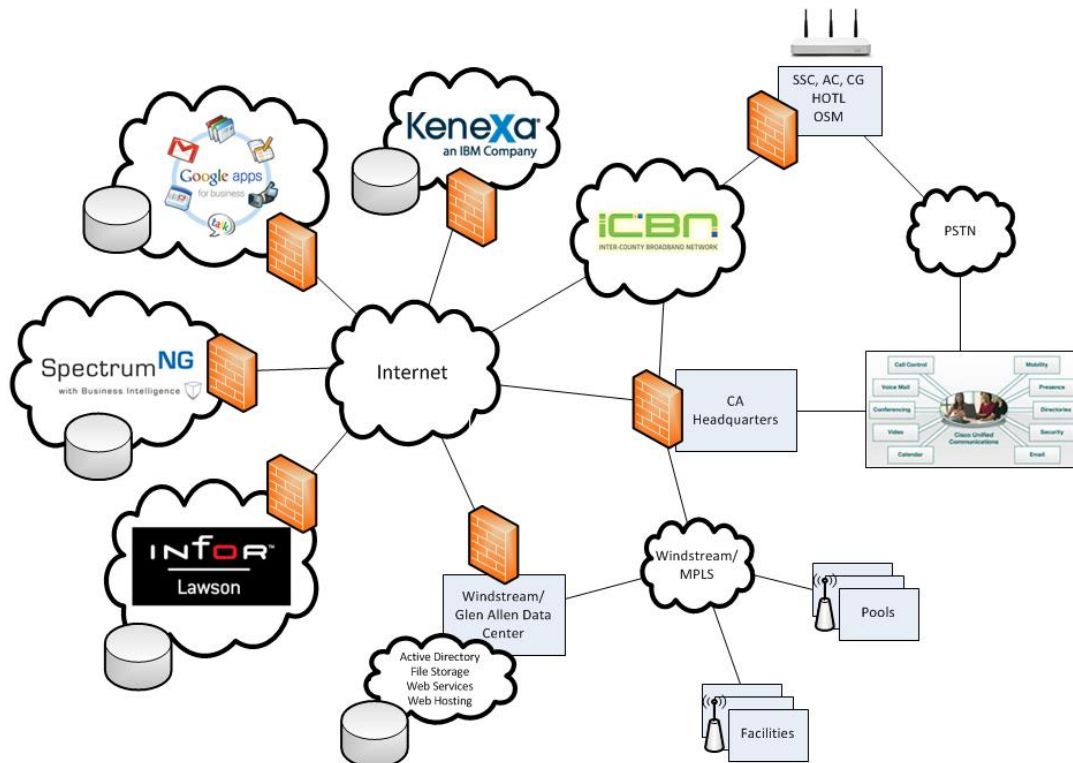 SSC, AC, CG
HOTL
OSM
Google apps
for business
talk
Kenexa
an IBM Company
iCBN
INTER-COUNTY BROADBAND NETWORK
PSTN
SpectrumNG
with Business Intelligence
Internet
CA
Headquarters
Call Control
Voice Mail
Conferencing
Video
Calendar
Mobility
Presence
Directories
Security
Email
Cisco Unified
Communications
infor™
Lawson
Windstream/
Glen Allen Data
Center
Active Directory
File Storage
Web Services
Web Hosting
Windstream/
MPLS
Pools
Facilities